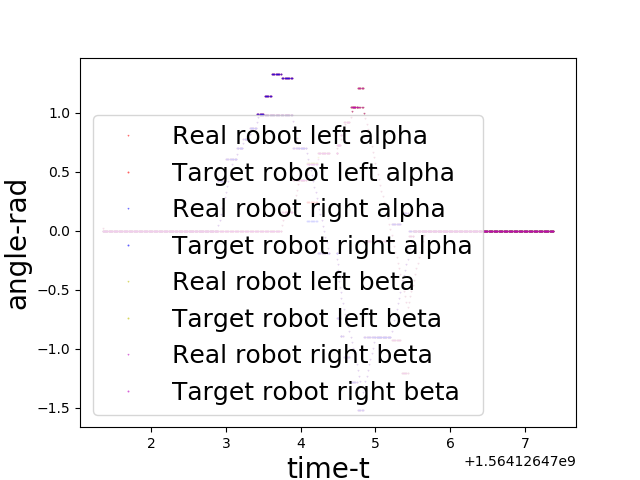 1.0
0.5
0.0
−0.5
−1.0
−1.5
angle-rad
Real robot left alpha
Target robot left alpha
Real robot right alpha
Target robot right alpha
Real robot left beta
Target robot left beta
Real robot right beta
Target robot right beta
2 3 4 5 6 7
+1.56412647e9
time-t